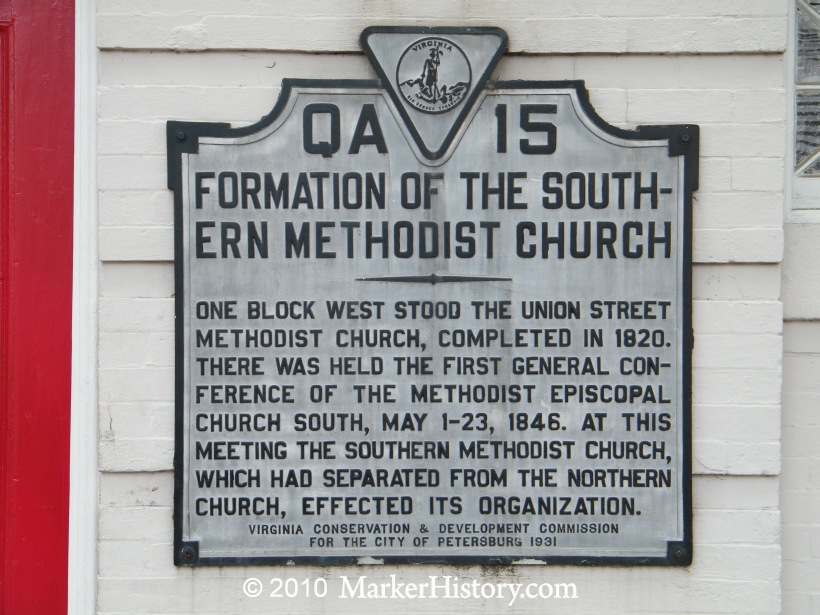 VIRGINIA
QA 15
FORMATION OF THE SOUTH-
ERN METHODIST CHURCH
ONE BLOCK WEST STOOD THE UNION STREET
METHODIST CHURCH, COMPLETED IN 1820.
THERE WAS HELD THE FIRST GENERAL CON-
FERENCE OF THE METHODIST EPISCOPAL
CHURCH SOUTH, MAY 1-23, 1846. AT THIS
MEETING THE SOUTHERN METHODIST CHURCH,
WHICH HAD SEPARATED FROM THE NORTHERN
CHURCH, EFFECTED ITS ORGANIZATION.
VIRGINIA CONSERVATION & DEVELOPMENT COMMISSION
FOR THE CITY OF PETERSBURG 1931
© 2010 MarkerHistory.com